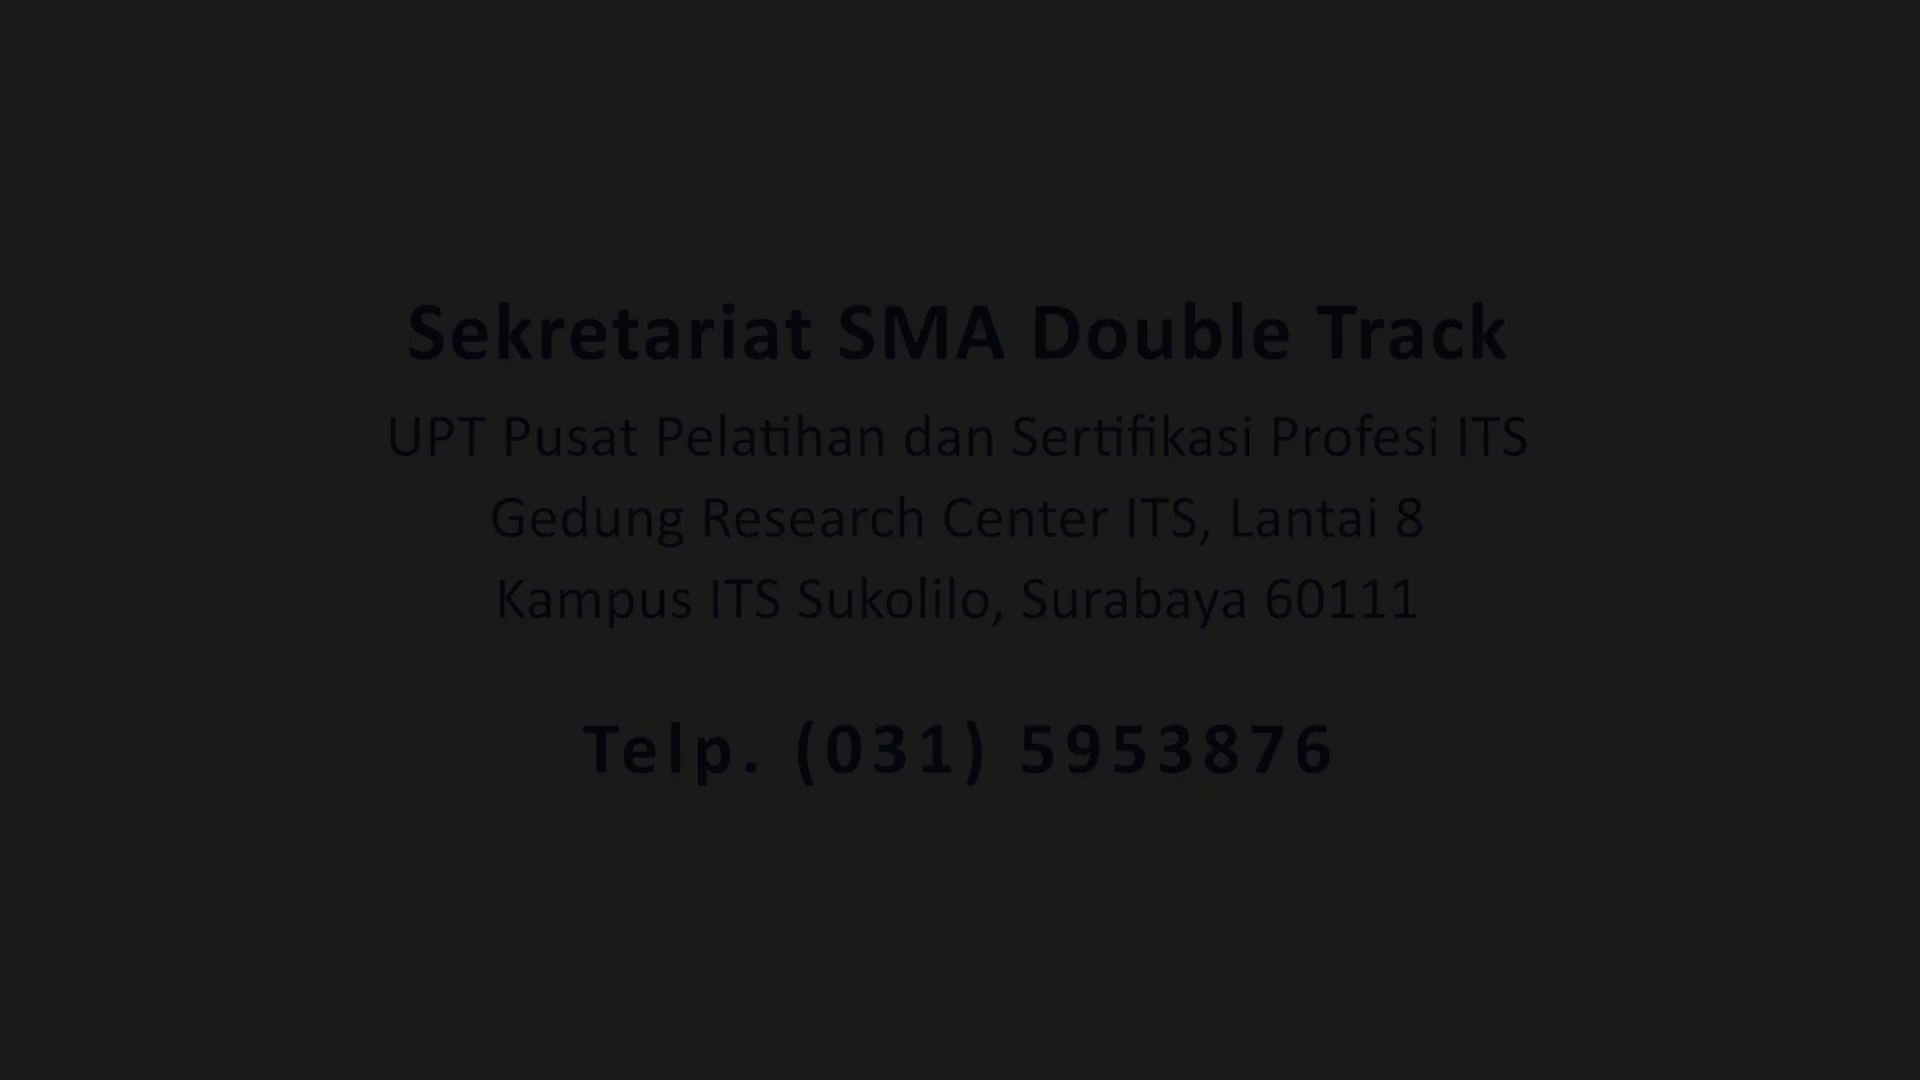 Sekretariat SMA Double Track
UPT Pusat Pelatihan dan Sertifikasi Profesi ITS
Gedung Research Center ITS, Lantai 8
Kampus ITS Sukolilo, Surabaya 60111
Telp. (031) 5953876